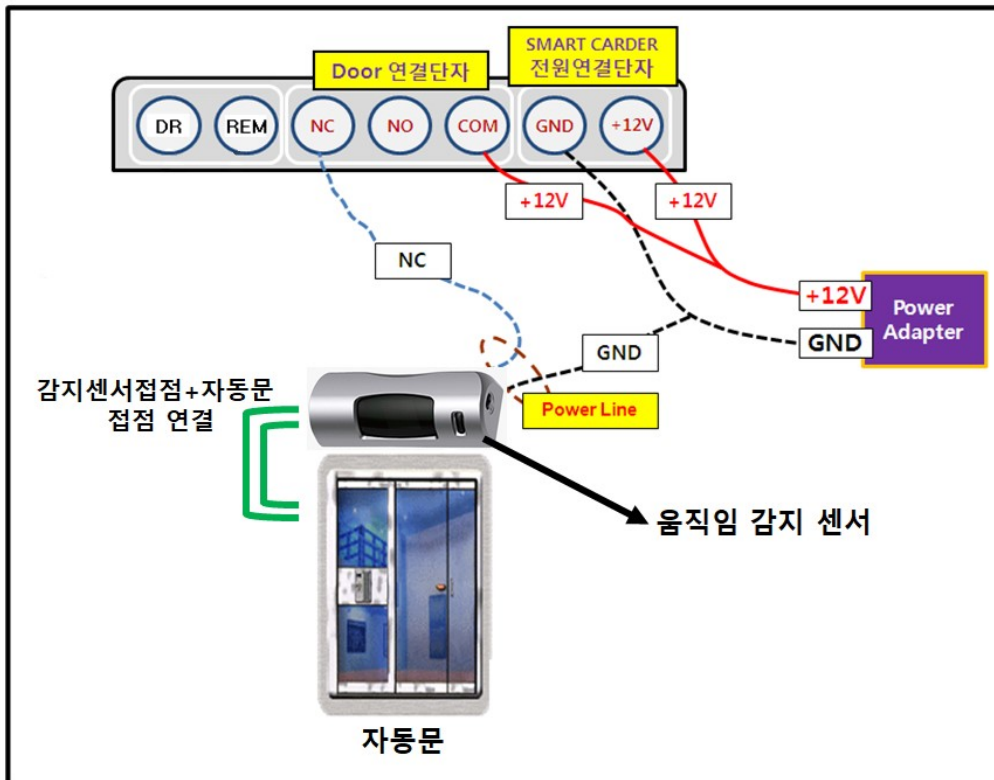 Door 연결단자
SMART CARDER
전원연결단자
DR
REM
NC
NO
COM
GND
+12V
+12V
+12V
NC
+12V
GND
Power
Adapter
GND
Power Line
감지센서접점+자동문
접점 연결
움직임 감지 센서
자동문